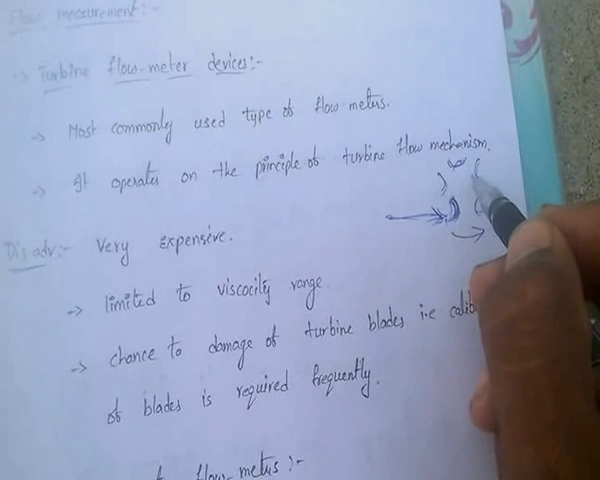 Flow measurement:-
-> Turbine flow-meter devices:-
-> Most commonly used type of flow-meters.
-> It operates on the principle of turbine flow mechanism.
Dis adv:- Very expensive.
-> limited to viscocity range
-> chance to damage of turbine blades i.e calib
of blades is required frequently.
flow-meters:-